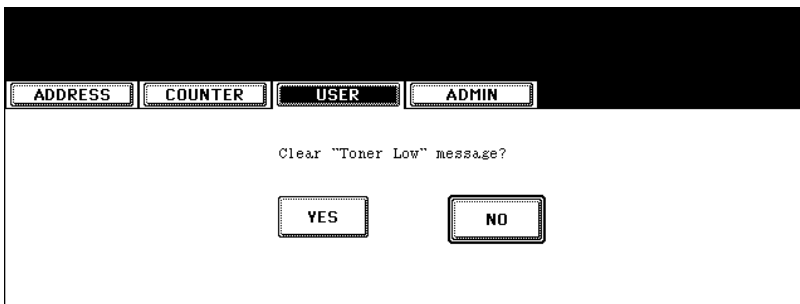 ADDRESS COUNTER USER ADMIN
Clear "Toner Low" message?
YES NO